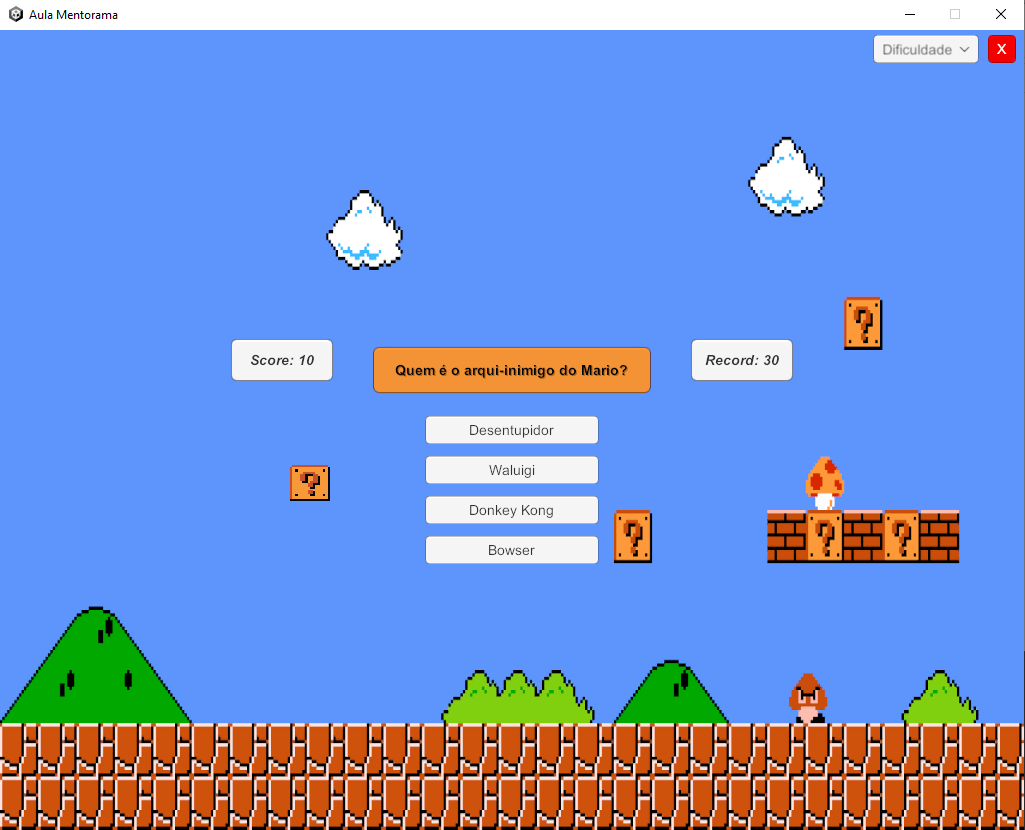 Aula Mentorama
Dificuldade
X
Score: 10
Quem é o arqui-inimigo do Mario?
Record: 30
Desentupidor
Waluigi
Donkey Kong
Bowser
?
?
?
?
?